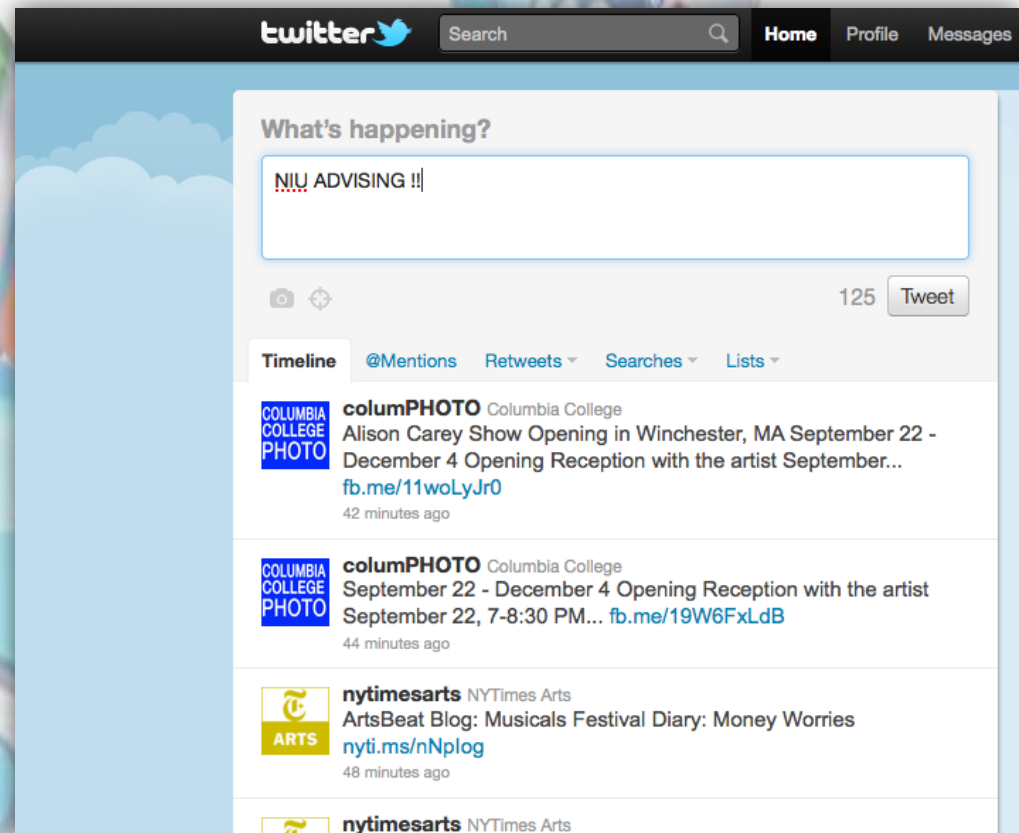 twitter Search Home Profile Messages
What's happening?
NIU ADVISING !!
125 Tweet
Timeline @Mentions Retweets Searches Lists
COLUMBIA
COLLEGE
PHOTO
columPHOTO Columbia College
Alison Carey Show Opening in Winchester, MA September 22 -
December 4 Opening Reception with the artist September...
fb.me/11woLyJr0
42 minutes ago
COLUMBIA
COLLEGE
PHOTO
columPHOTO Columbia College
September 22 - December 4 Opening Reception with the artist
September 22, 7-8:30 PM... fb.me/19W6FxLdB
44 minutes ago
T
ARTS
nytimesarts NYTimes Arts
ArtsBeat Blog: Musicals Festival Diary: Money Worries
nyti.ms/nNplog
48 minutes ago
nytimesarts NYTimes Arts